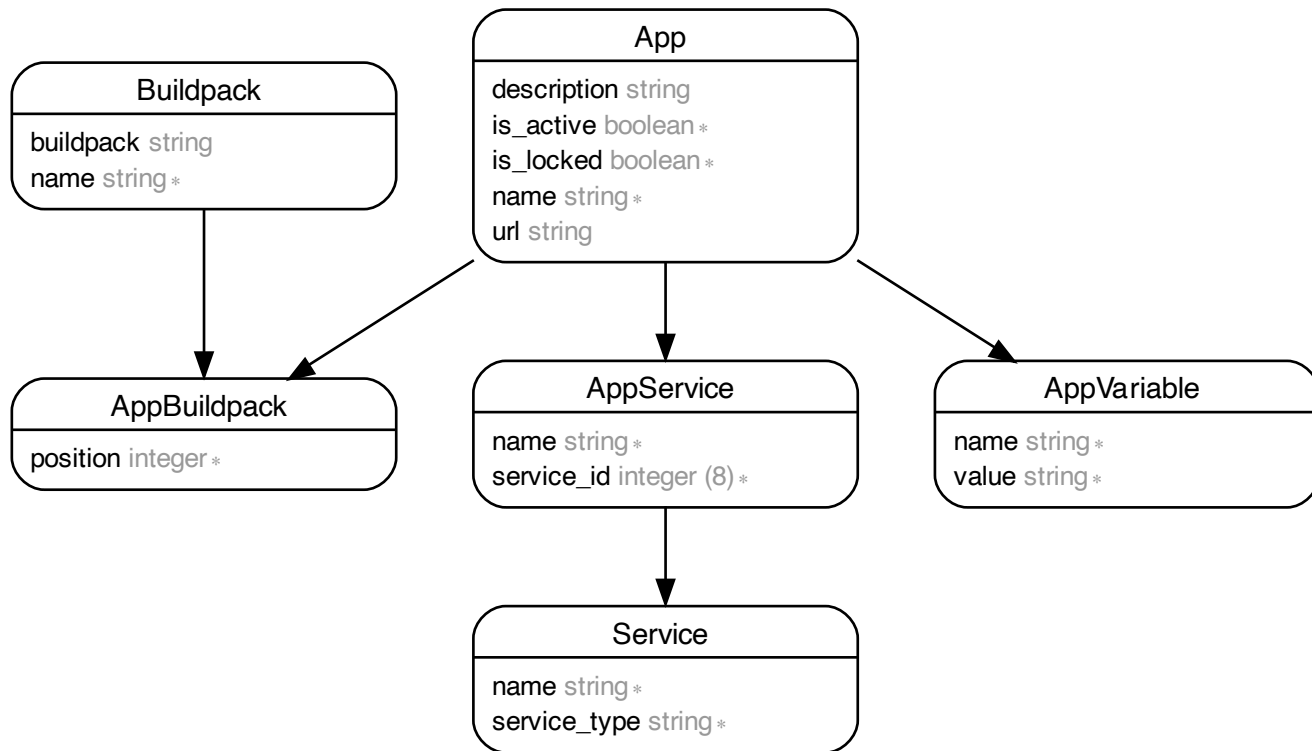 App
description string
is_active boolean *
is_locked boolean *
name string *
url string
Buildpack
buildpack string
name string *
AppBuildpack
position integer *
AppService
name string *
service_id integer (8) *
AppVariable
name string *
value string *
Service
name string *
service_type string *